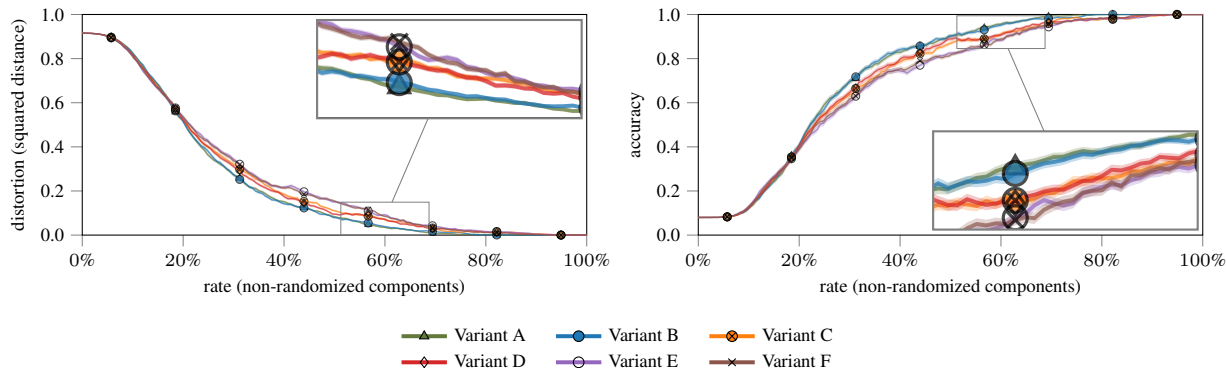 1.0
0.8
0.6
0.4
0.2
0.0
distortion (squared distance)
0% 20% 40% 60% 80% 100%
rate (non-randomized components)
1.0
0.8
0.6
0.4
0.2
0.0
accuracy
0% 20% 40% 60% 80% 100%
rate (non-randomized components)
Variant A Variant B Variant C
Variant D Variant E Variant F